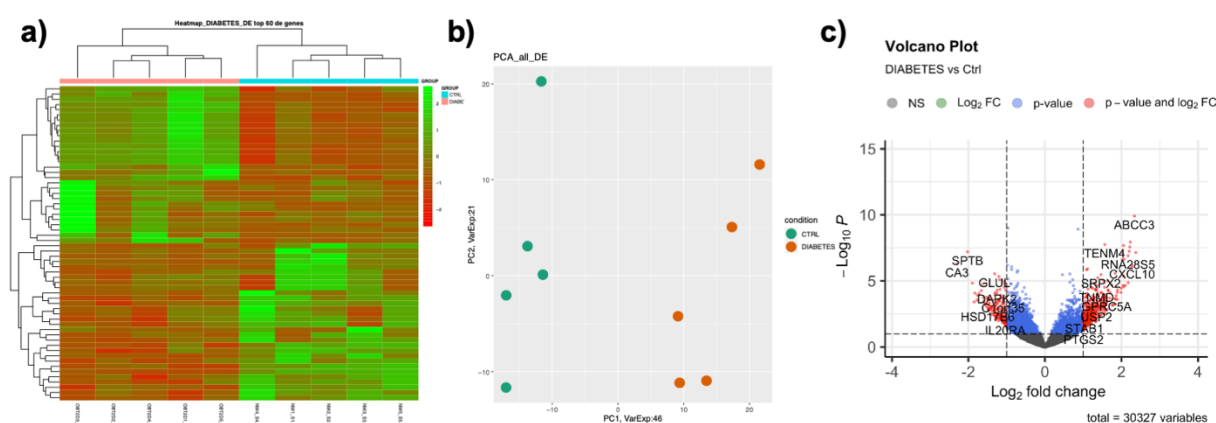 a)
Heatmap_DIABETES_DE top 60 de genes
GROUP
GROUP
CTRL
DIABE
2
1
0
-1
-2
b)
PCA_all_DE
20
10
0
-10
PC2, VarExp:21
-10
0
10
20
PC1, VarExp:46
condition
CTRL
DIABETES
c)
Volcano Plot
DIABETES vs Ctrl
NS
Log2 FC
p-value
p – value and log2 FC
15
10
5
0
– Log10 P
ABCC3
TENM4
SPTB
RNA28S5
CA3
CXCL10
GLUL
SRPX2
DAPK2
TNMD
C1orf35
GPRC5A
HSD17B6
USP2
IL20RA
STAB1
PTGS2
−4
−2
0
2
4
Log2 fold change
total = 30327 variables